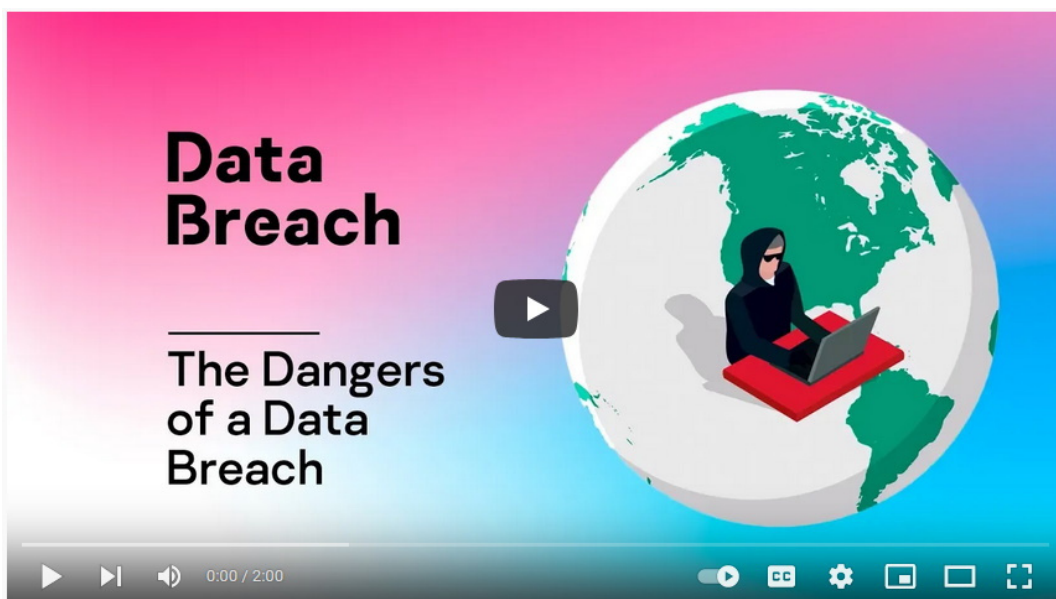 Data
Breach
The Dangers
of a Data
Breach
0:00 / 2:00
CC